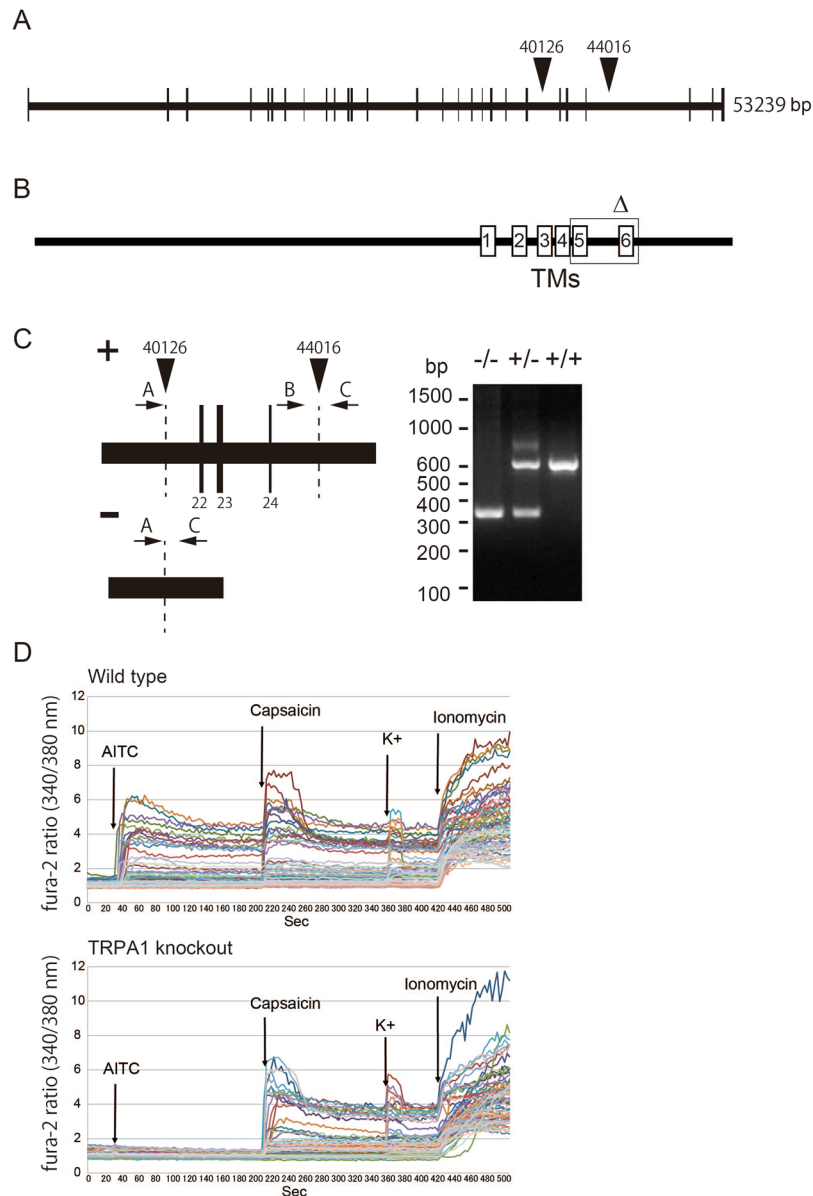 A
40126 44016
53239 bp
B
Δ
1 2 3 4 5 6
TMs
C
+
40126 44016
A B C
22 23 24
−
A C
bp -/- +/- +/+
1500
1000
600
500
400
300
200
100
D
Wild type
fura-2 ratio (340/380 nm)
12
10
8
6
4
2
0
AITC
Capsaicin
K+
Ionomycin
0 20 40 60 80 100 120 140 160 180 200 220 240 260 280 300 320 340 360 380 400 420 440 460 480 500
Sec
TRPA1 knockout
fura-2 ratio (340/380 nm)
12
10
8
6
4
2
0
AITC
Capsaicin
K+
Ionomycin
0 20 40 60 80 100 120 140 160 180 200 220 240 260 280 300 320 340 360 380 400 420 440 460 480 500
Sec